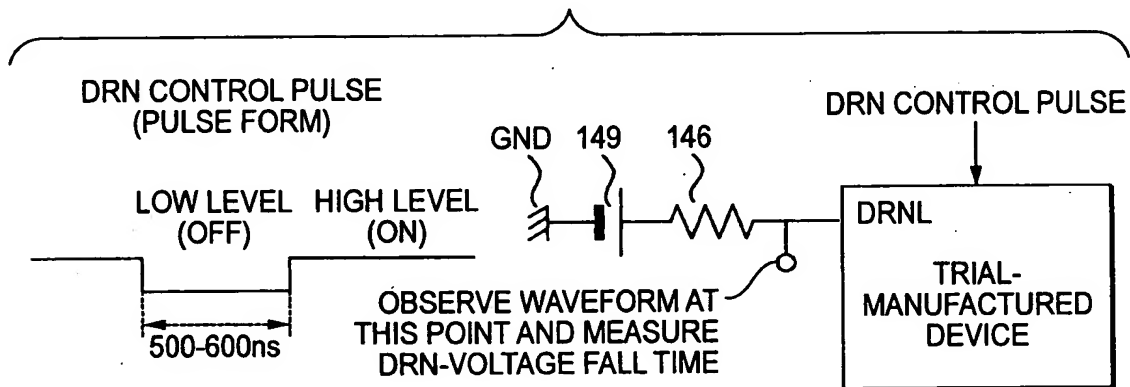 DRN CONTROL PULSE
(PULSE FORM)
LOW LEVEL
(OFF)
HIGH LEVEL
(ON)
500-600ns
GND
149
146
OBSERVE WAVEFORM AT
THIS POINT AND MEASURE
DRN-VOLTAGE FALL TIME
DRN CONTROL PULSE
DRNL
TRIAL-
MANUFACTURED
DEVICE